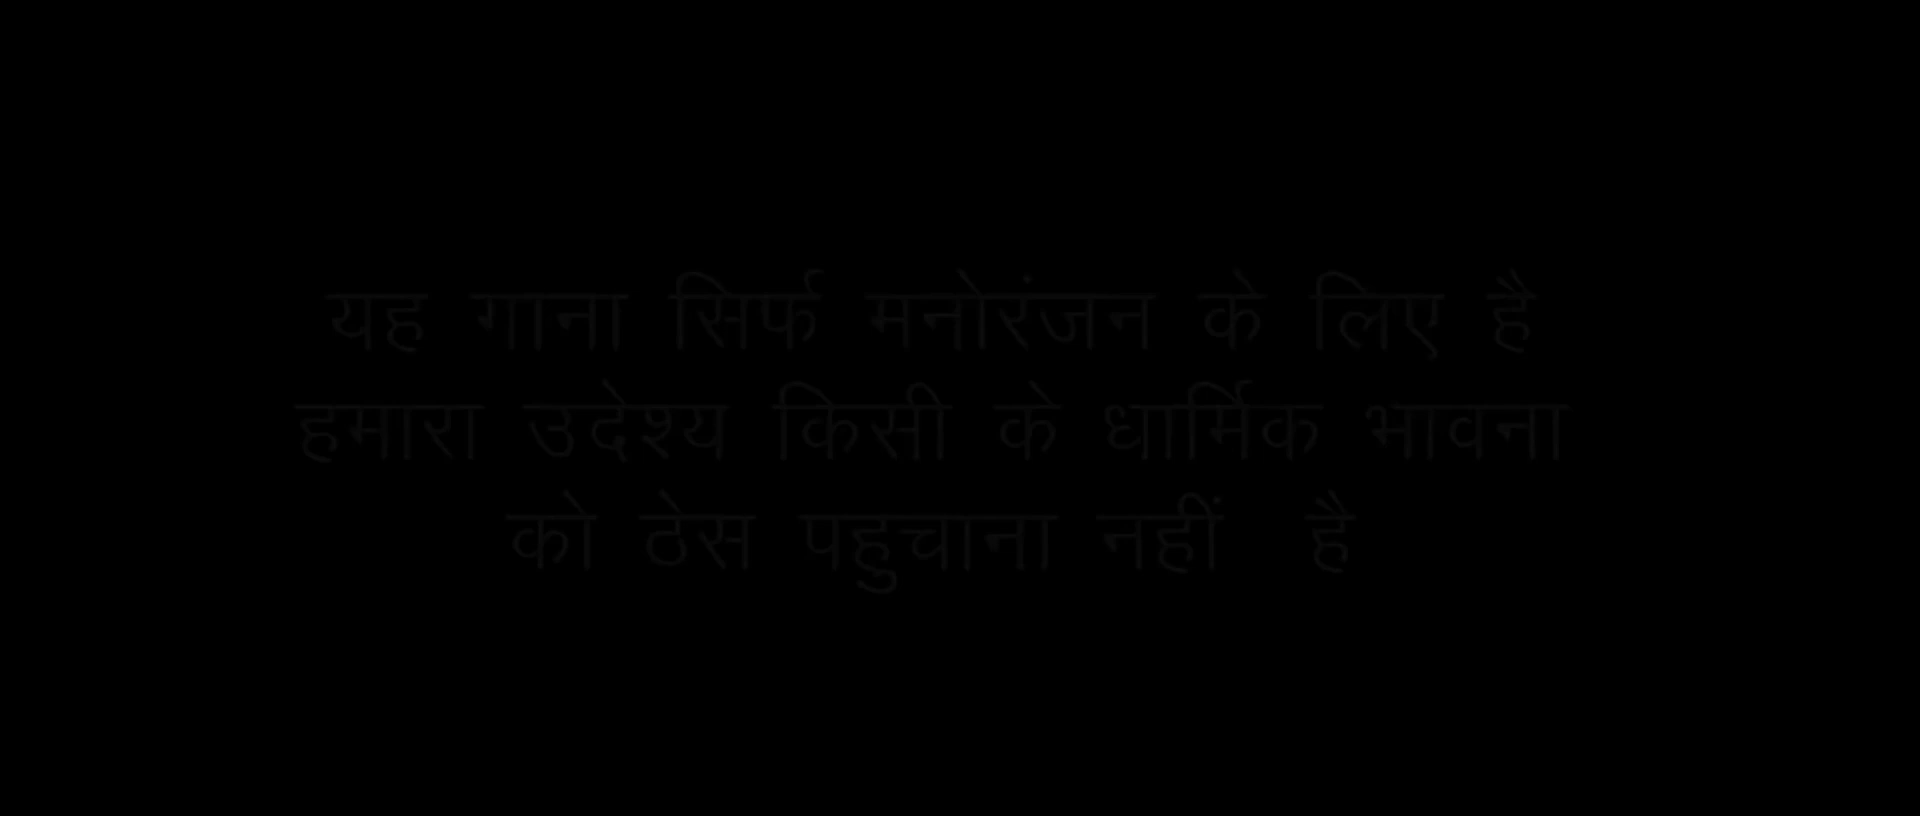 यह गाना सिर्फ मनोरंजन के लिए है
हमारा उदेश्य किसी के धार्मिक भावना
को ठेस पहुचाना नहीं है